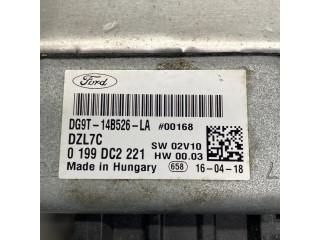 Ford
DG9T-14B526-LA #00168
DZL7C SW 02V10
0 199 DC2 221 HW 00.03
Made in Hungary 658 16-04-18